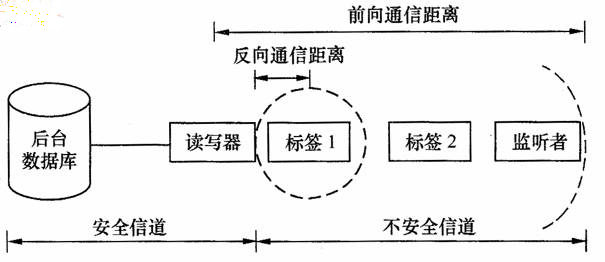 前向通信距离
反向通信距离
后台
数据库
读写器
标签 1
标签 2
监听者
安全信道
不安全信道